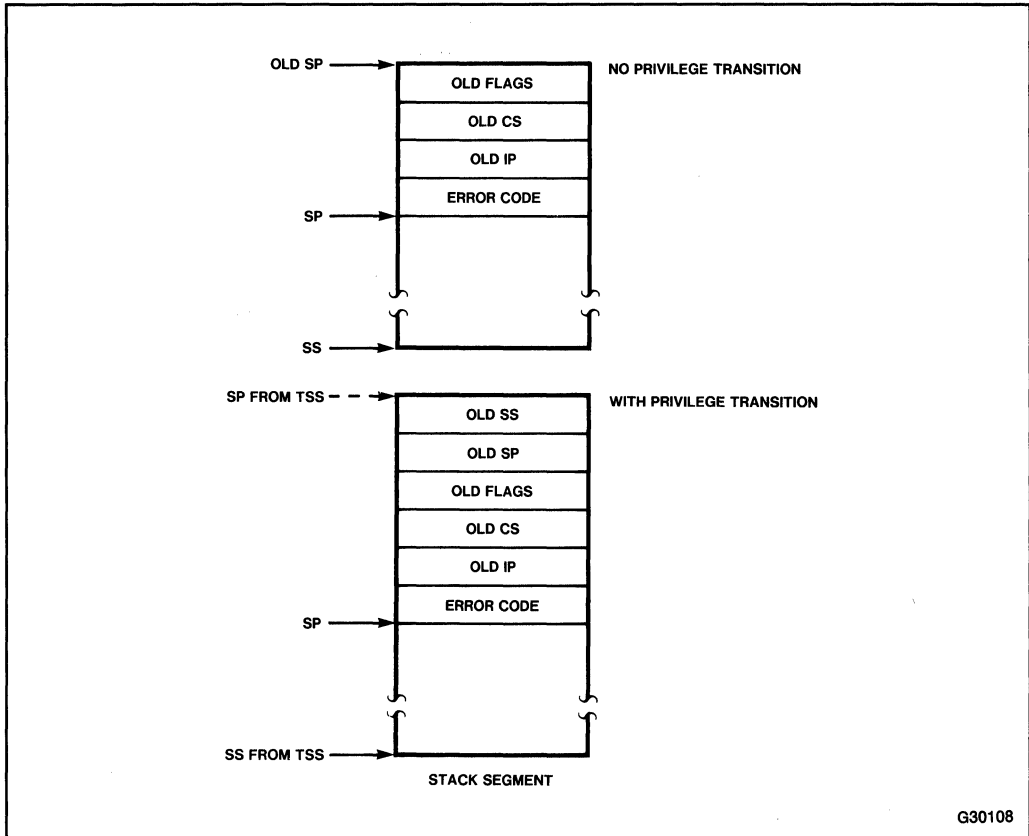 OLD SP
NO PRIVILEGE TRANSITION
OLD FLAGS
OLD CS
OLD IP
ERROR CODE
SP
SS
SP FROM TSS
WITH PRIVILEGE TRANSITION
OLD SS
OLD SP
OLD FLAGS
OLD CS
OLD IP
ERROR CODE
SP
SS FROM TSS
STACK SEGMENT
G30108